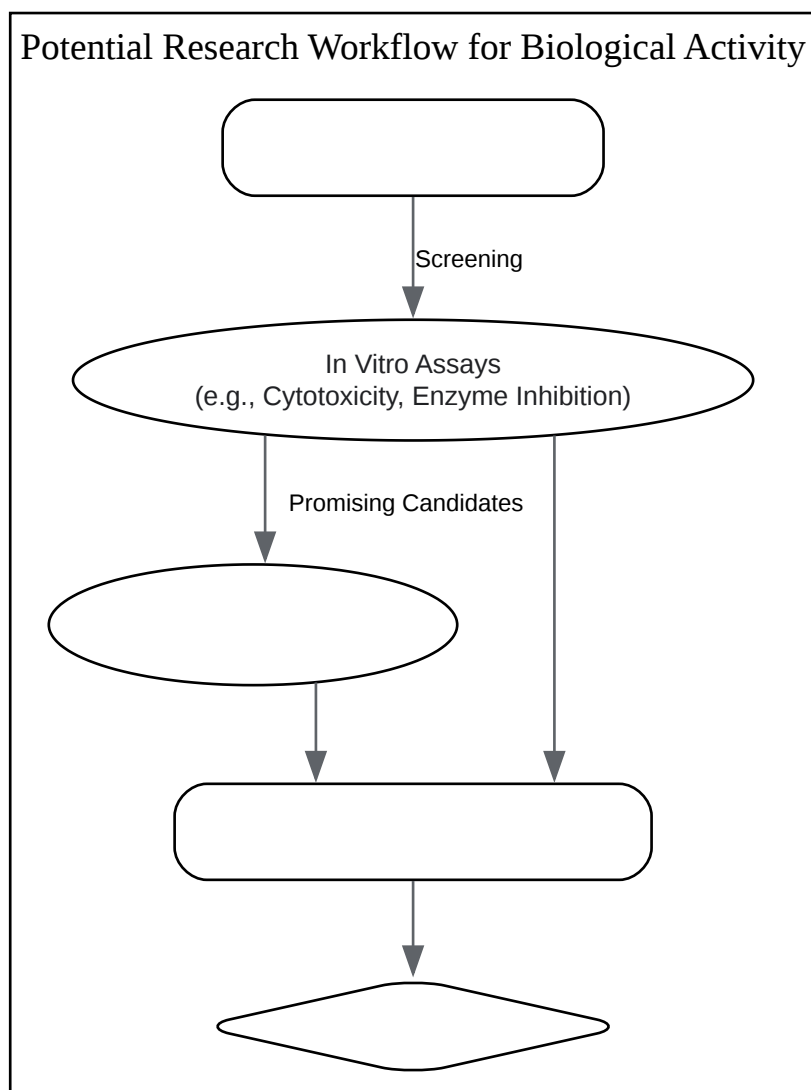 Potential Research Workflow for Biological Activity
Screening
In Vitro Assays
(e.g., Cytotoxicity, Enzyme Inhibition)
Promising Candidates